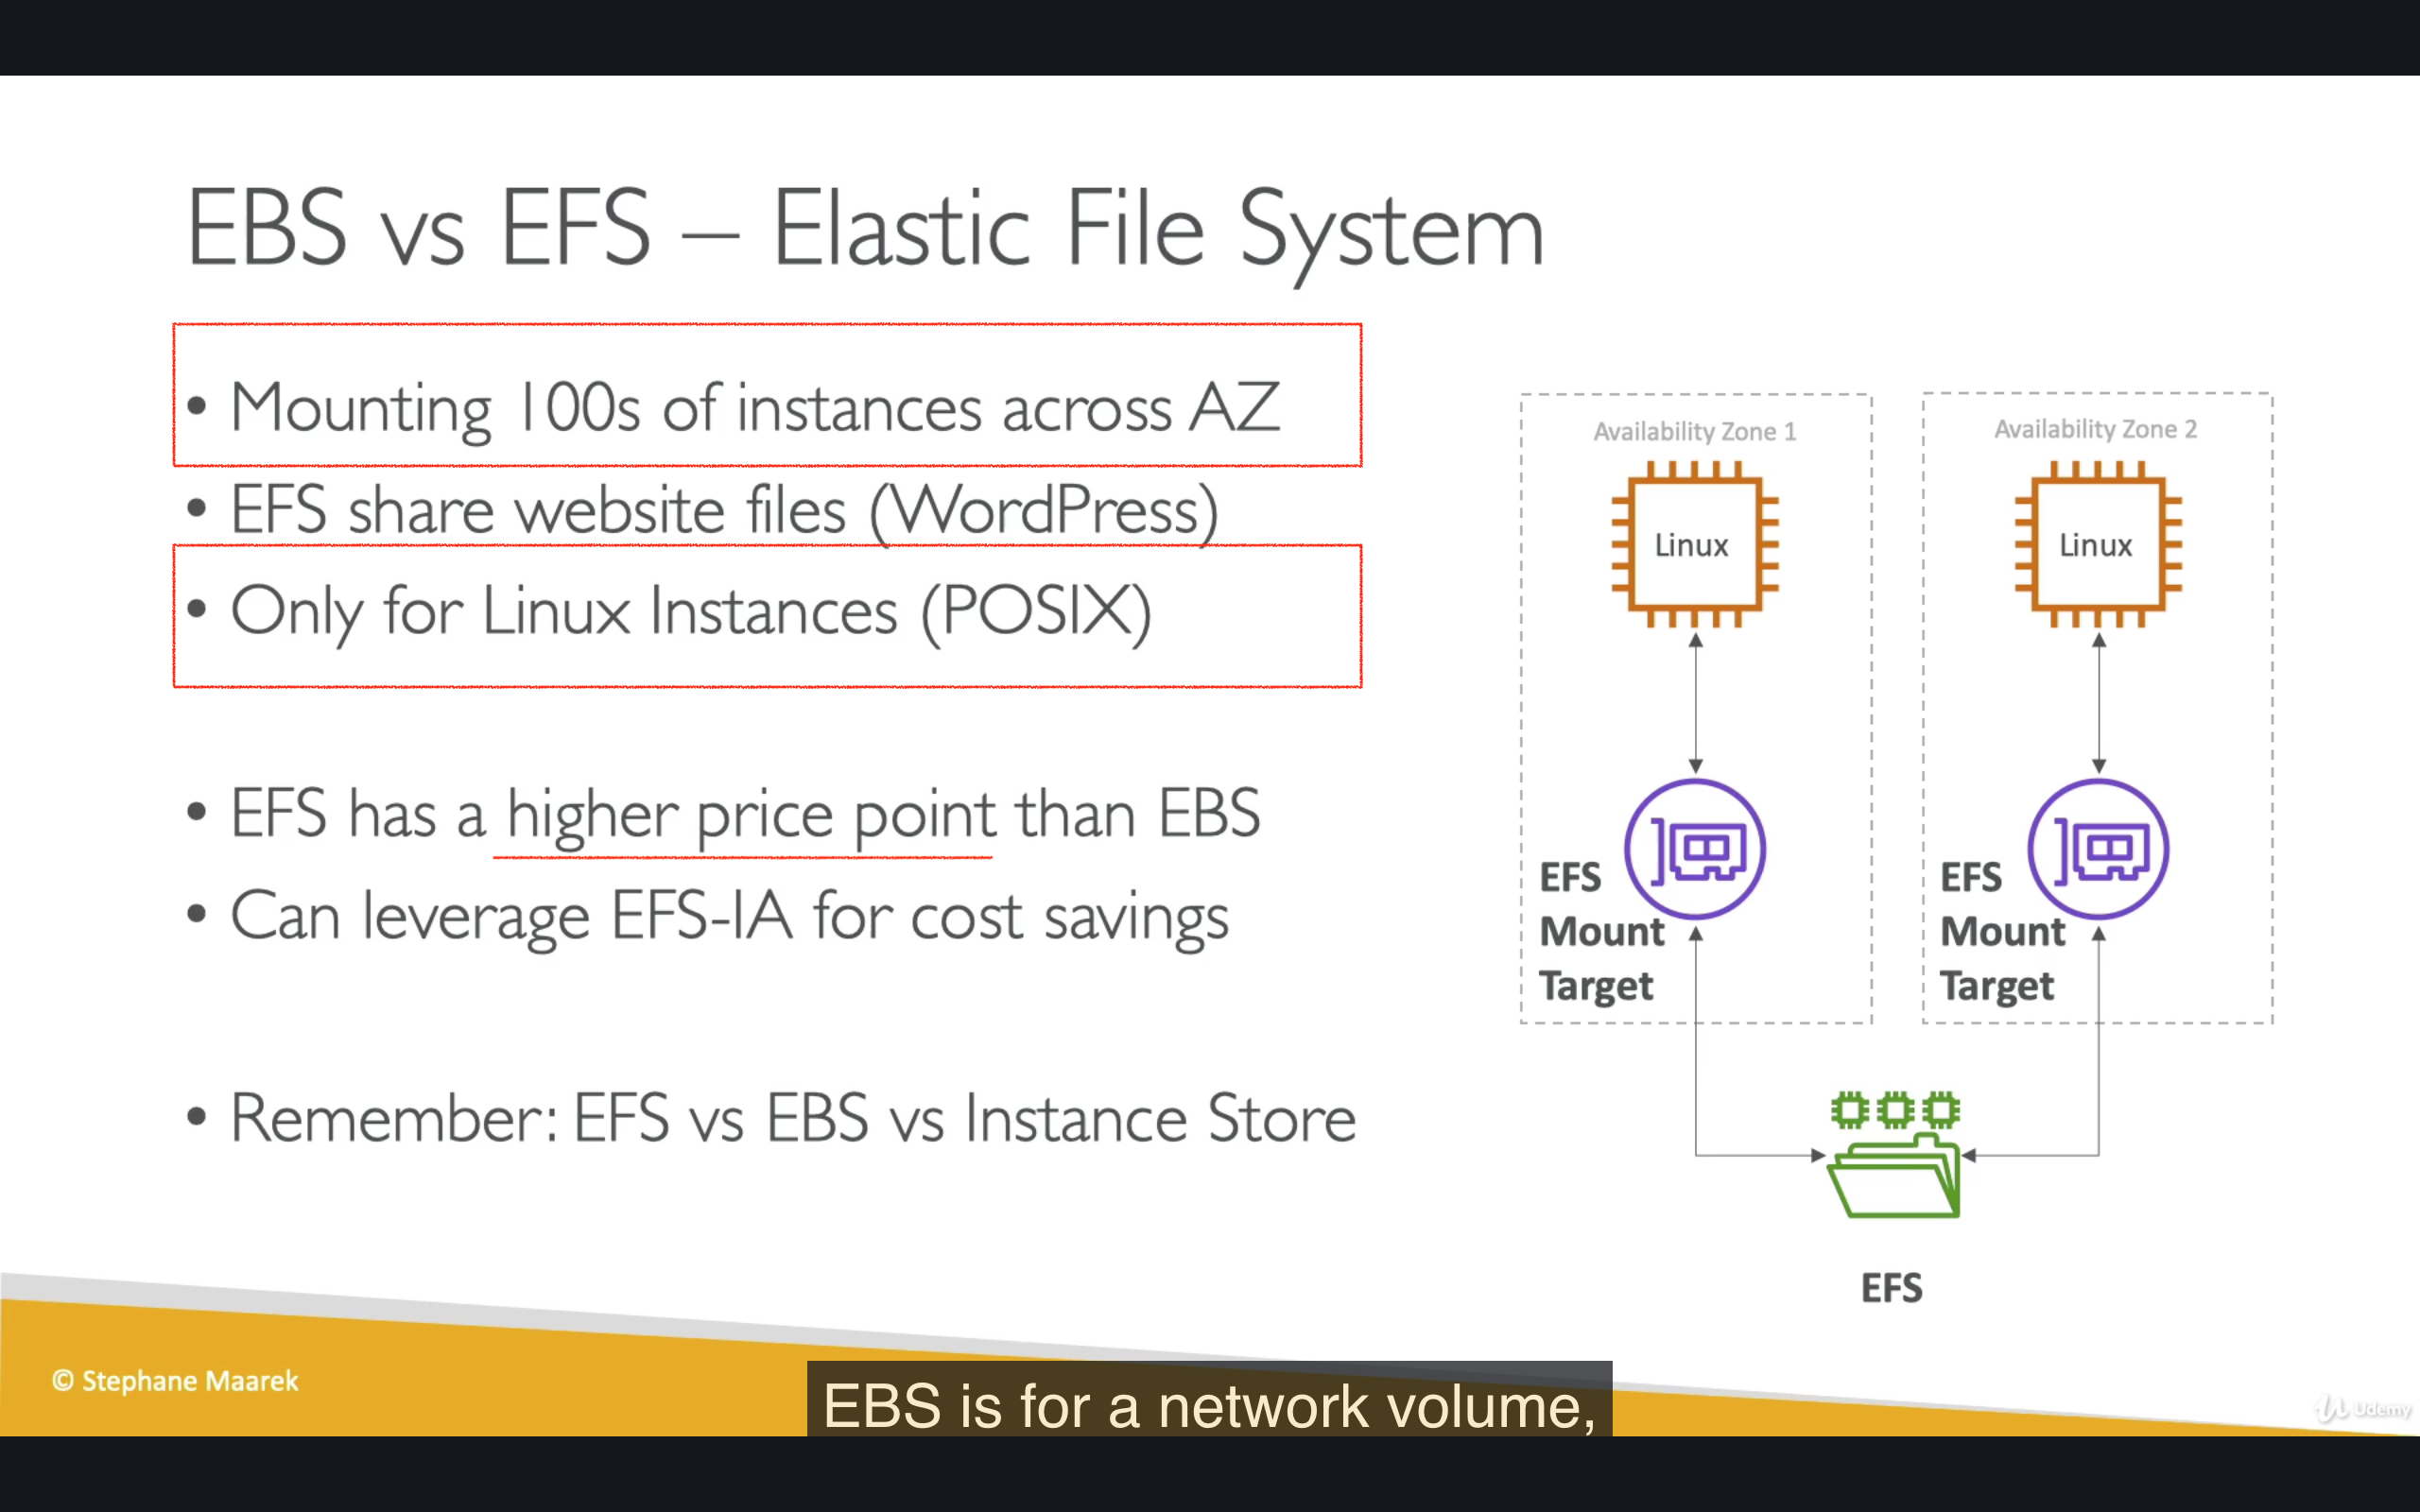 EBS vs EFS – Elastic File System
• Mounting 100s of instances across AZ
• EFS share website files (WordPress)
• Only for Linux Instances (POSIX)
• EFS has a higher price point than EBS
• Can leverage EFS-IA for cost savings
• Remember: EFS vs EBS vs Instance Store
Availability Zone 1
Linux
EFS
Mount
Target
Availability Zone 2
Linux
EFS
Mount
Target
EFS
© Stephane Maarek
EBS is for a network volume,
Udemy